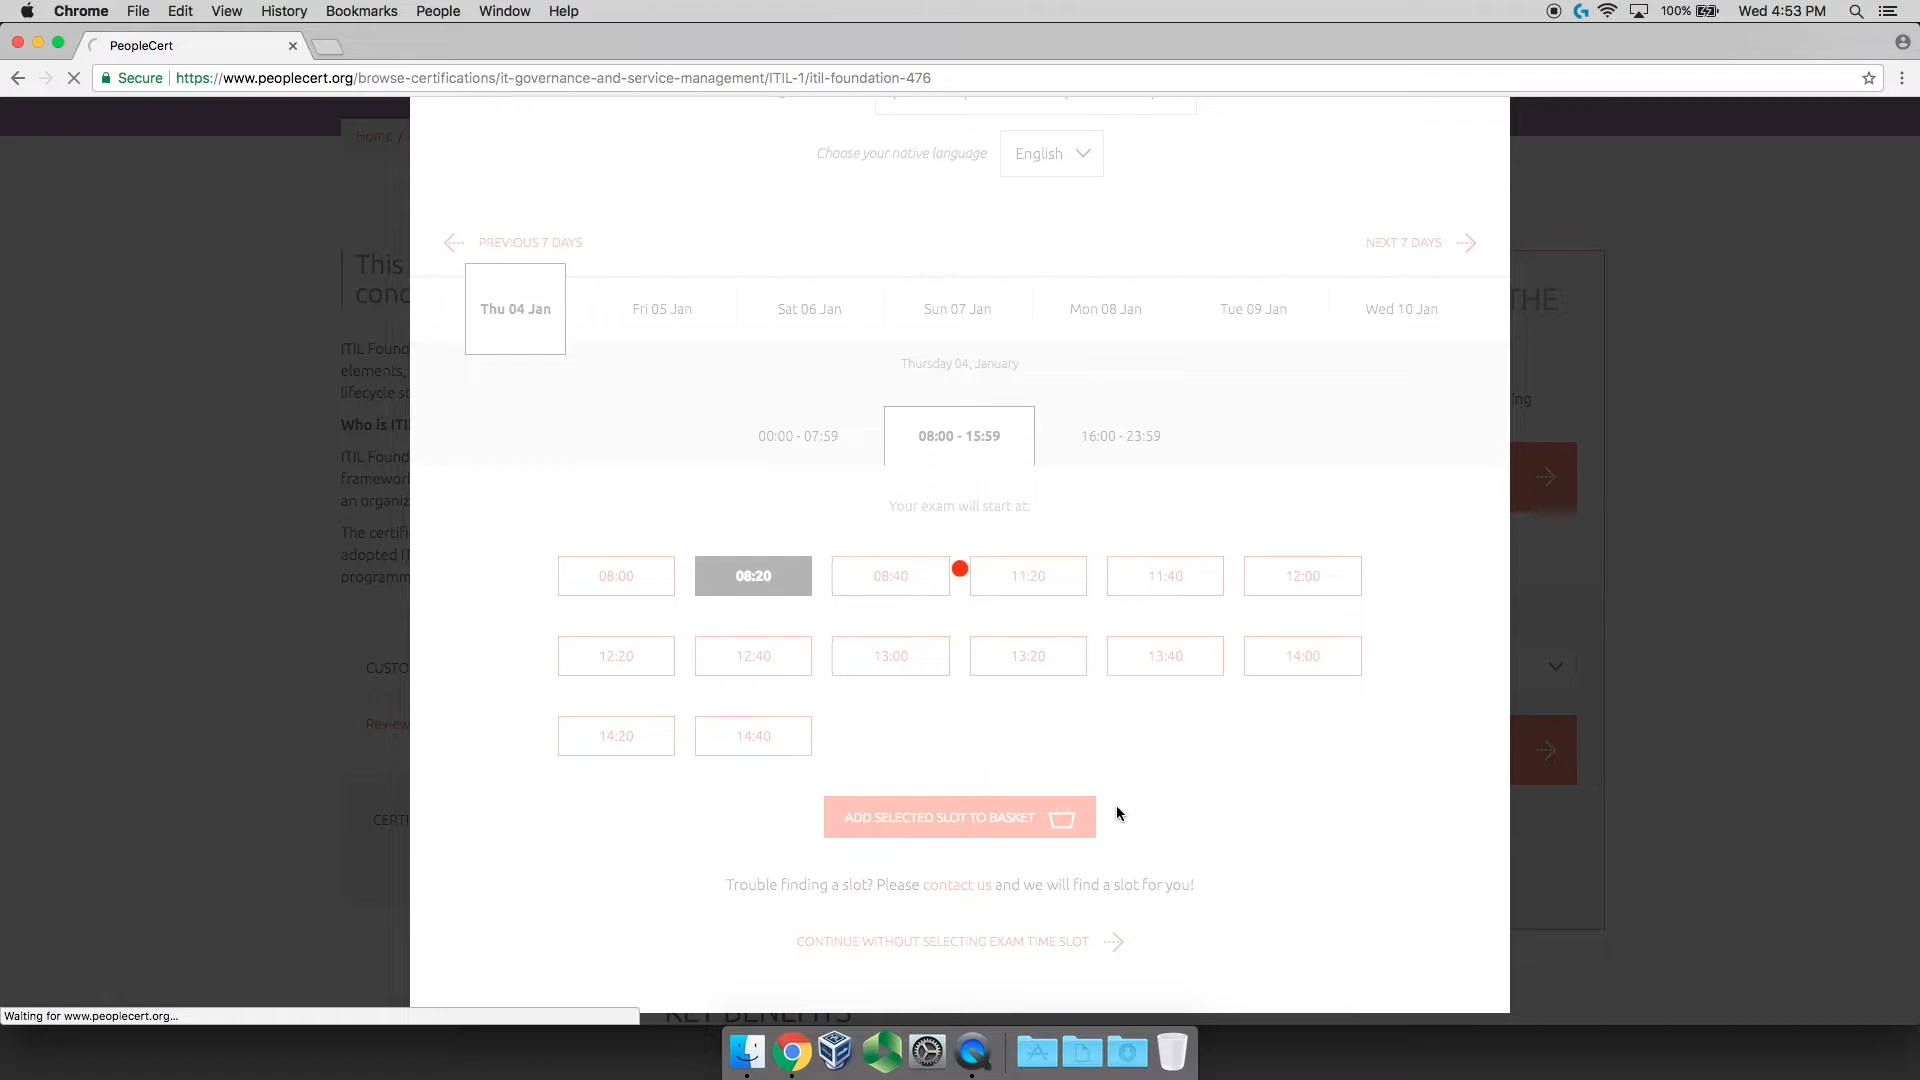 Chrome File Edit View History Bookmarks People Window Help 100% Wed 4:53 PM
PeopleCert
Secure https://www.peoplecert.org/browse-certifications/it-governance-and-service-management/ITIL-1/itil-foundation-476
Home /
Choose your native language English
PREVIOUS 7 DAYS NEXT 7 DAYS
This
conc THE
Thu 04 Jan Fri 05 Jan Sat 06 Jan Sun 07 Jan Mon 08 Jan Tue 09 Jan Wed 10 Jan
ITIL Found
elements,
lifecycle s
Thursday 04, January
ing
Who is ITI
00:00 - 07:59 08:00 - 15:59 16:00 - 23:59
ITIL Found
framework
an organiz
Your exam will start at:
The certifi
adopted IT
programm
08:00 08:20 08:40 11:20 11:40 12:00
12:20 12:40 13:00 13:20 13:40 14:00
CUSTO
Review
14:20 14:40
ADD SELECTED SLOT TO BASKET
CERTI
Trouble finding a slot? Please contact us and we will find a slot for you!
CONTINUE WITHOUT SELECTING EXAM TIME SLOT
Waiting for www.peoplecert.org...
KEY BENEFITS